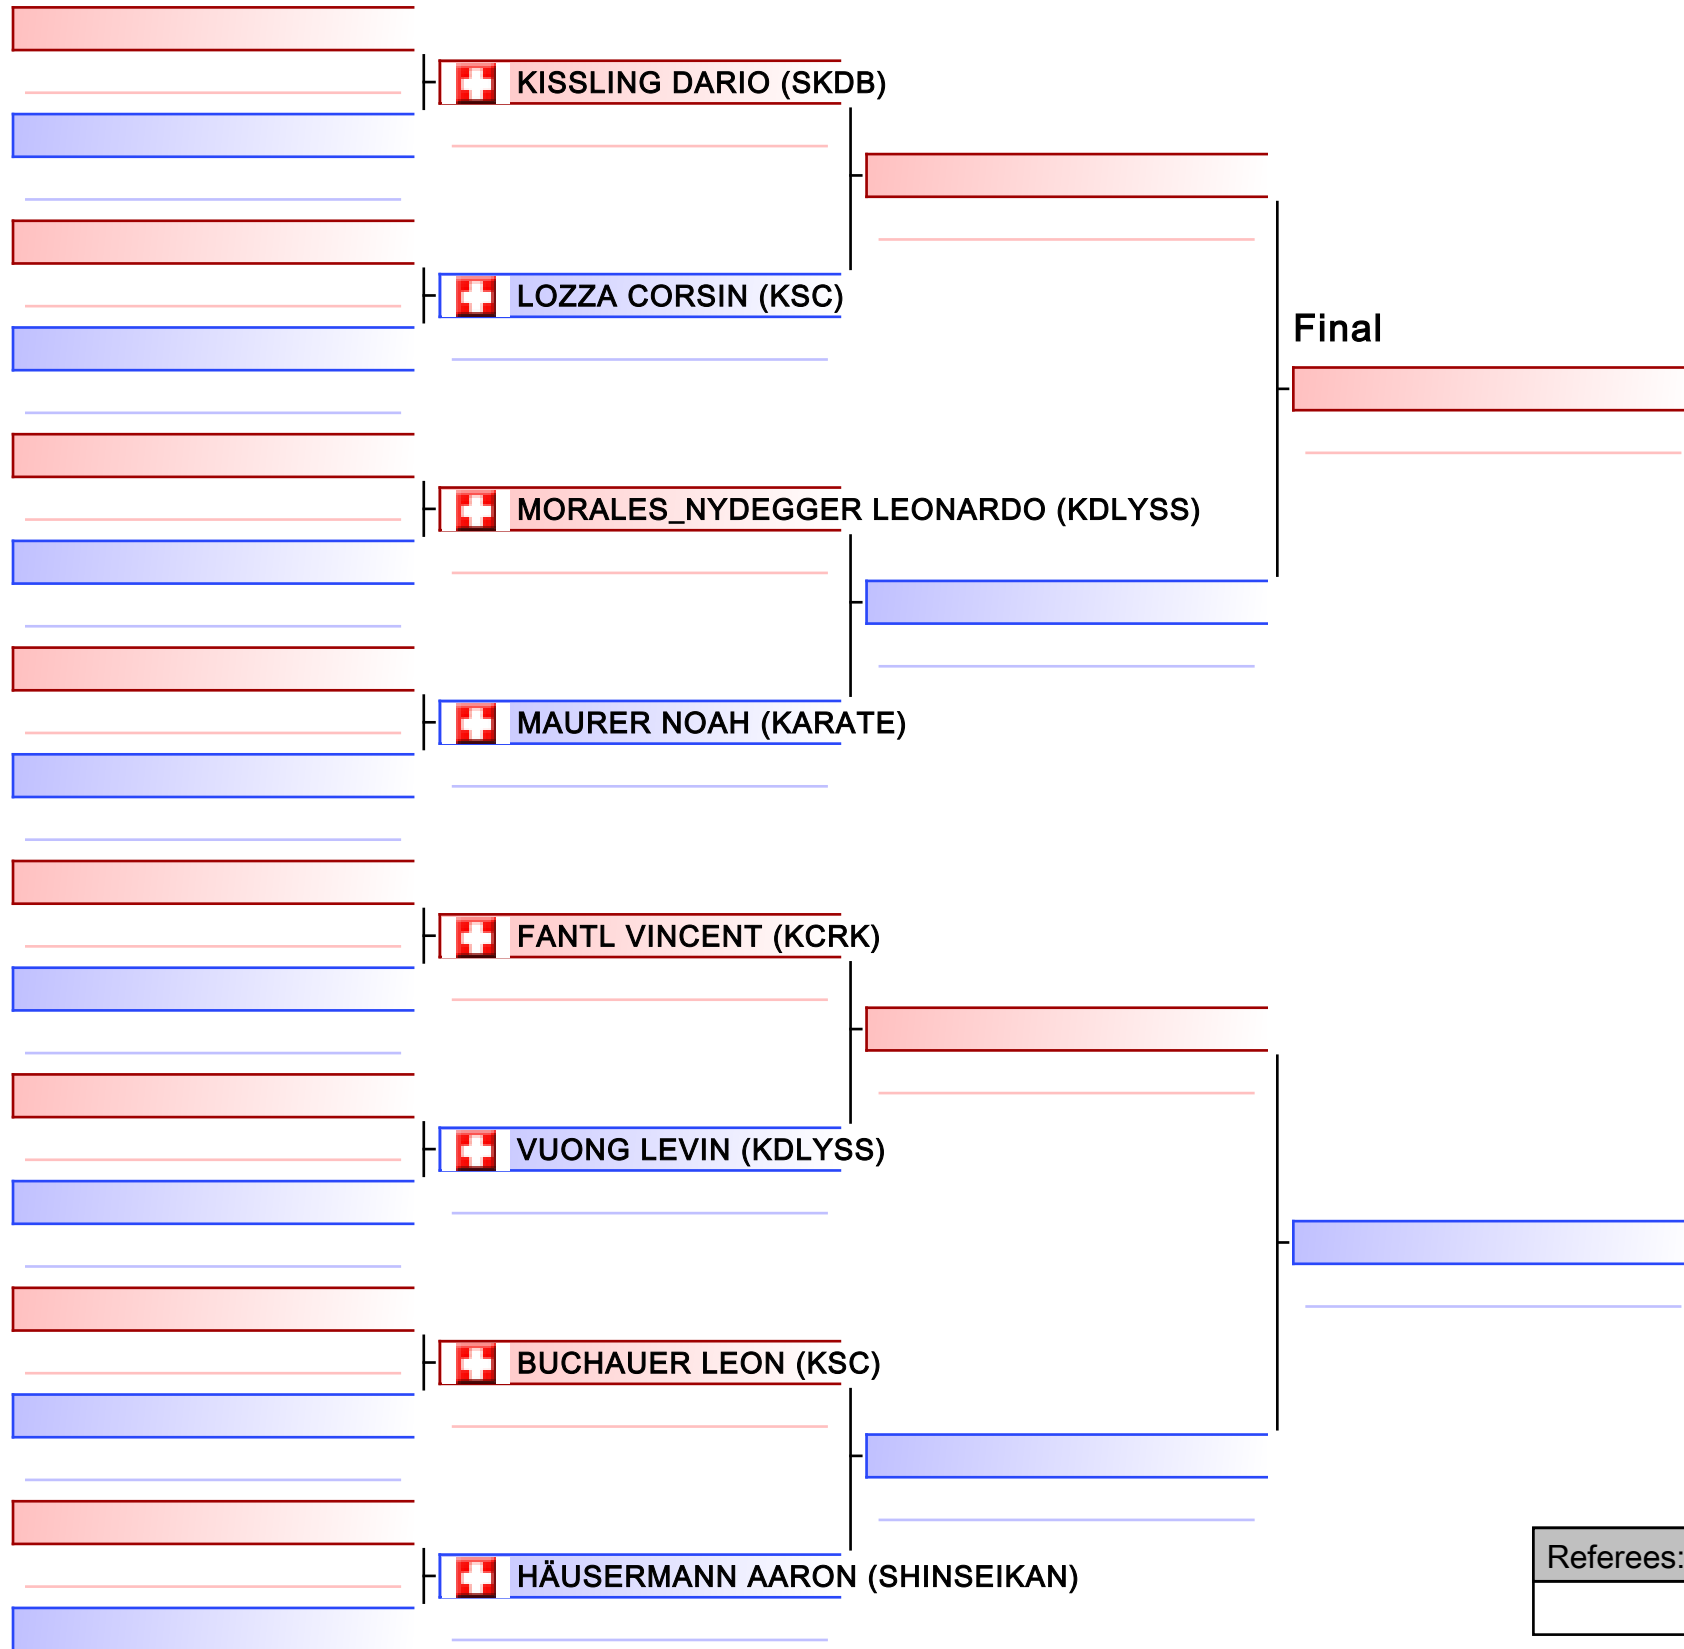 KISSLING DARIO (SKDB)
LOZZA CORSIN (KSC)
Final
MORALES_NYDEGGER LEONARDO (KDLYSS)
MAURER NOAH (KARATE)
FANTL VINCENT (KCRK)
VUONG LEVIN (KDLYSS)
BUCHAUER LEON (KSC)
Referees:
HÄUSERMANN AARON (SHINSEIKAN)